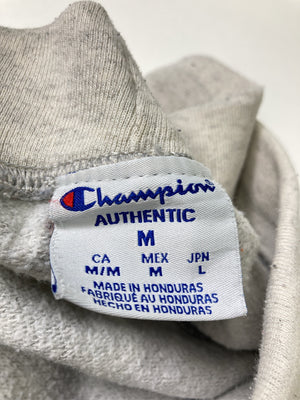 Champion
AUTHENTIC
M
CA MEX JPN
M/M M L
MADE IN HONDURAS
FABRIQUÉ AU HONDURAS
HECHO EN HONDURAS